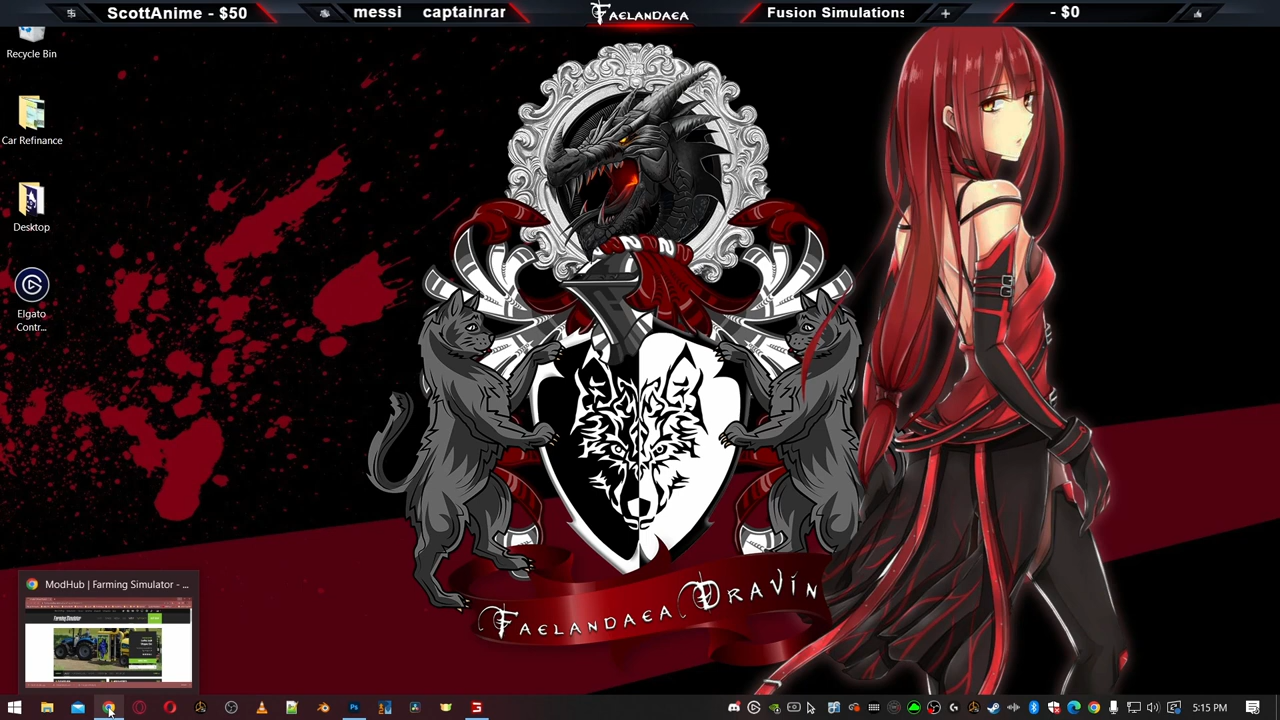 ScottAnime - $50
messi captainrar
FAELANDAEA
Fusion Simulations
- $0
Recycle Bin
Car Refinance
Desktop
Elgato
Contr...
FAELANDAEA DRAVIN
ModHub | Farming Simulator - ...
5:15 PM